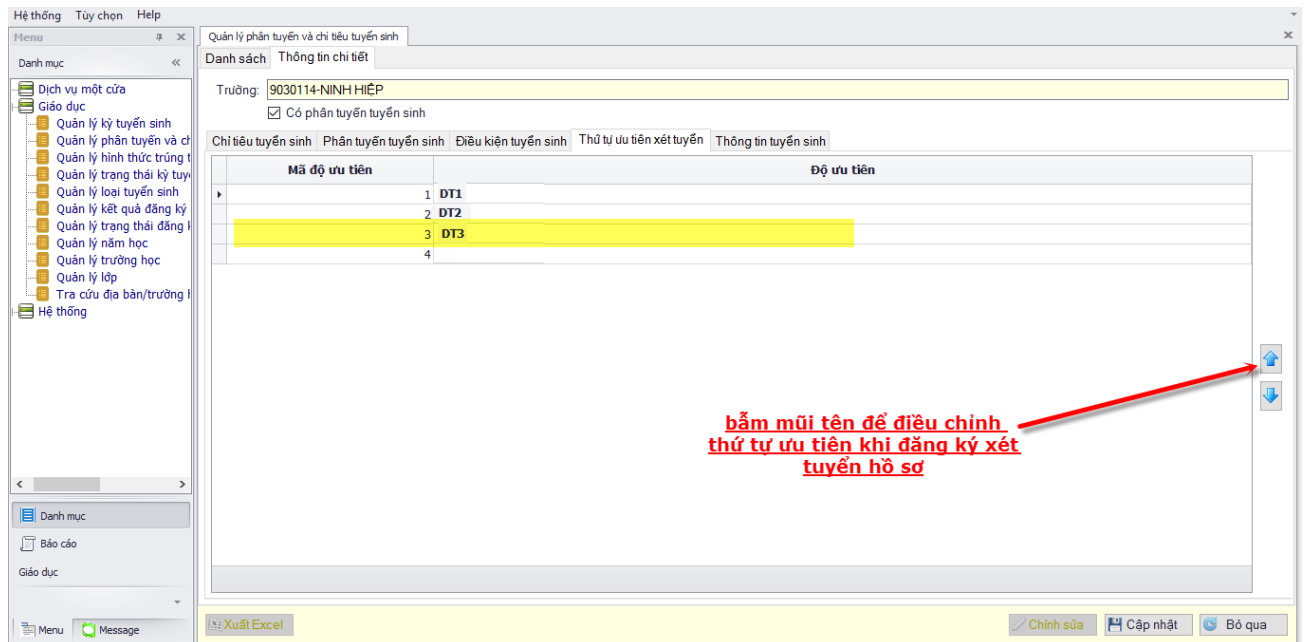 Hệ thống Tùy chọn Help
Menu
Quản lý phân tuyến và chỉ tiêu tuyển sinh
Danh mục
Danh sách Thông tin chi tiết
Dịch vụ một cửa
Giáo dục
Quản lý kỳ tuyển sinh
Quản lý phân tuyến và ch
Quản lý hình thức trúng t
Quản lý trạng thái kỳ tuy
Quản lý loại tuyển sinh
Quản lý kết quả đăng ký
Quản lý trạng thái đăng k
Quản lý năm học
Quản lý trường học
Quản lý lớp
Tra cứu địa bàn/trường h
Hệ thống
Trường: 9030114-NINH HIỆP
Có phân tuyến tuyển sinh
Chỉ tiêu tuyển sinh Phân tuyến tuyển sinh Điều kiện tuyển sinh Thứ tự ưu tiên xét tuyển Thông tin tuyển sinh
Mã độ ưu tiên Độ ưu tiên
1 DT1
2 DT2
3 DT3
4
bẫm mũi tên để điều chỉnh
thứ tự ưu tiên khi đăng ký xét
tuyển hồ sơ
Danh mục
Báo cáo
Giáo dục
Menu Message
Xuất Excel
Chỉnh sửa Cập nhật Bỏ qua